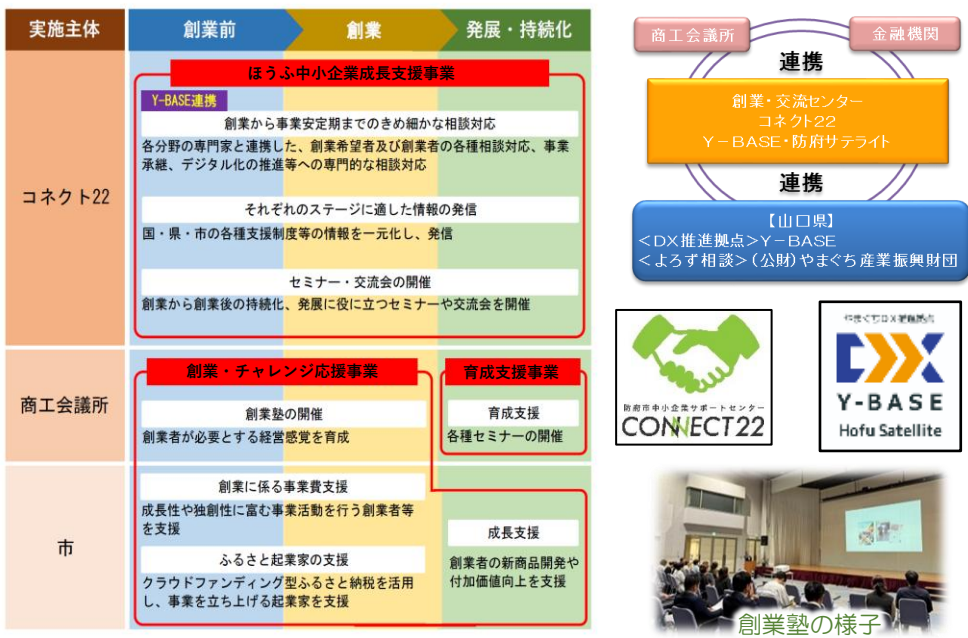 実施主体
創業前
創業
発展・持続化
コネクト22
ほうふ中小企業成長支援事業
Y-BASE連携
創業から事業安定期までのきめ細かな相談対応
各分野の専門家と連携した、創業希望者及び創業者の各種相談対応、事業
承継、デジタル化の推進等への専門的な相談対応
それぞれのステージに適した情報の発信
国・県・市の各種支援制度等の情報を一元化し、発信
セミナー・交流会の開催
創業から創業後の持続化、発展に役に立つセミナーや交流会を開催
商工会議所
創業・チャレンジ応援事業
創業塾の開催
創業者が必要とする経営感覚を育成
育成支援事業
育成支援
各種セミナーの開催
市
創業に係る事業費支援
成長性や独創性に富む事業活動を行う創業者等
を支援
ふるさと起業家の支援
クラウドファンディング型ふるさと納税を活用
し、事業を立ち上げる起業家を支援
成長支援
創業者の新商品開発や
付加価値向上を支援
商工会議所
金融機関
連携
創業・交流センター
コネクト22
Y-BASE・防府サテライト
連携
【山口県】
<DX推進拠点>Y-BASE
<よろず相談>(公財)やまぐち産業振興財団
防府市中小企業サポートセンター
CONNECT22
やまぐちDX推進拠点
DX
Y-BASE
Hofu Satellite
創業塾の様子